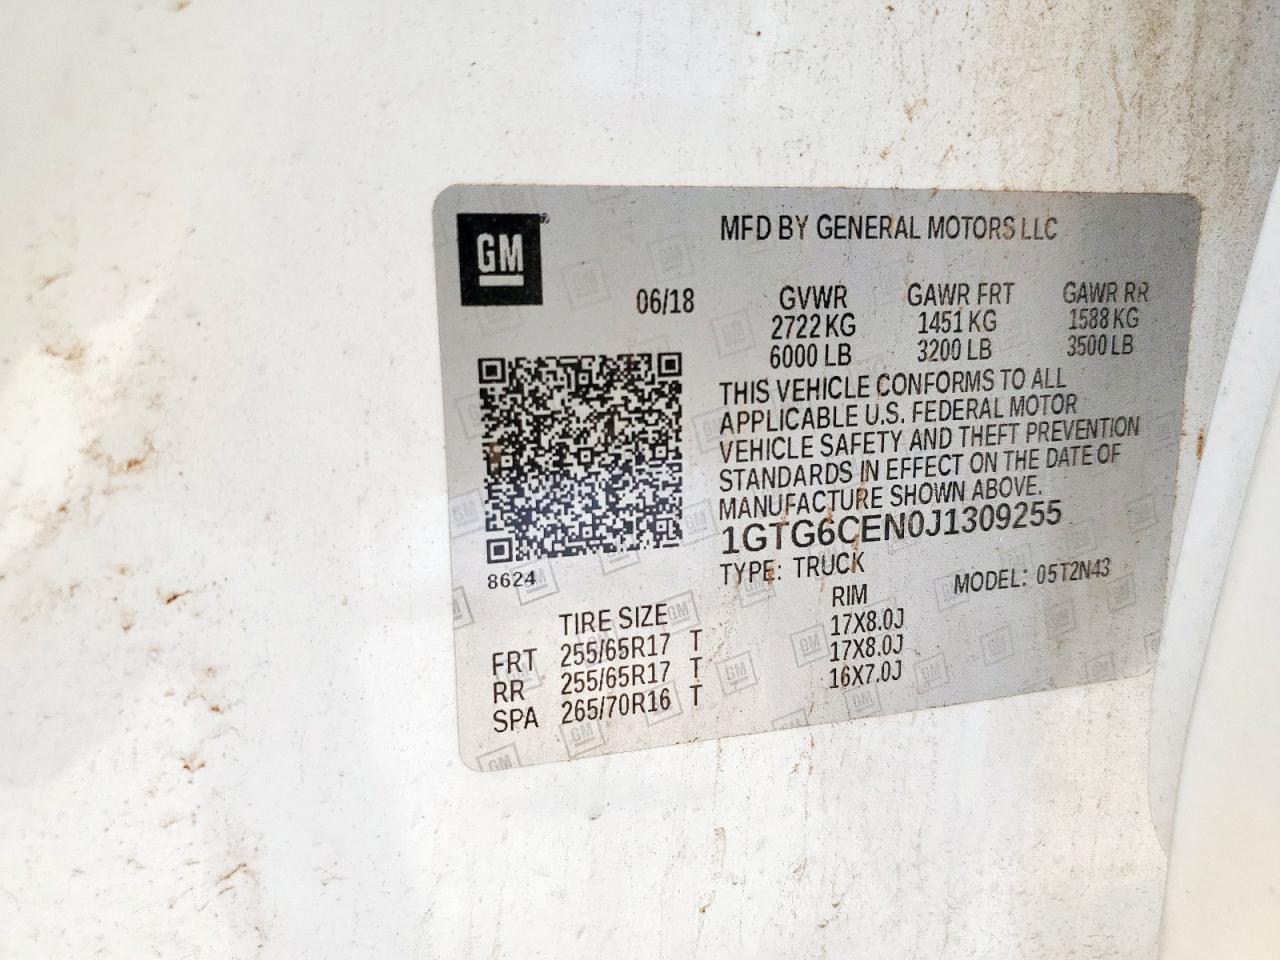 GM®
MFD BY GENERAL MOTORS LLC
06/18
GVWR GAWR FRT GAWR RR
2722 KG 1451 KG 1588 KG
6000 LB 3200 LB 3500 LB
THIS VEHICLE CONFORMS TO ALL
APPLICABLE U.S. FEDERAL MOTOR
VEHICLE SAFETY AND THEFT PREVENTION
STANDARDS IN EFFECT ON THE DATE OF
MANUFACTURE SHOWN ABOVE.
1GTG6CEN0J1309255
8624
TYPE: TRUCK MODEL: 05T2N43
TIRE SIZE RIM
FRT 255/65R17 T 17X8.0J
RR 255/65R17 T 17X8.0J
SPA 265/70R16 T 16X7.0J